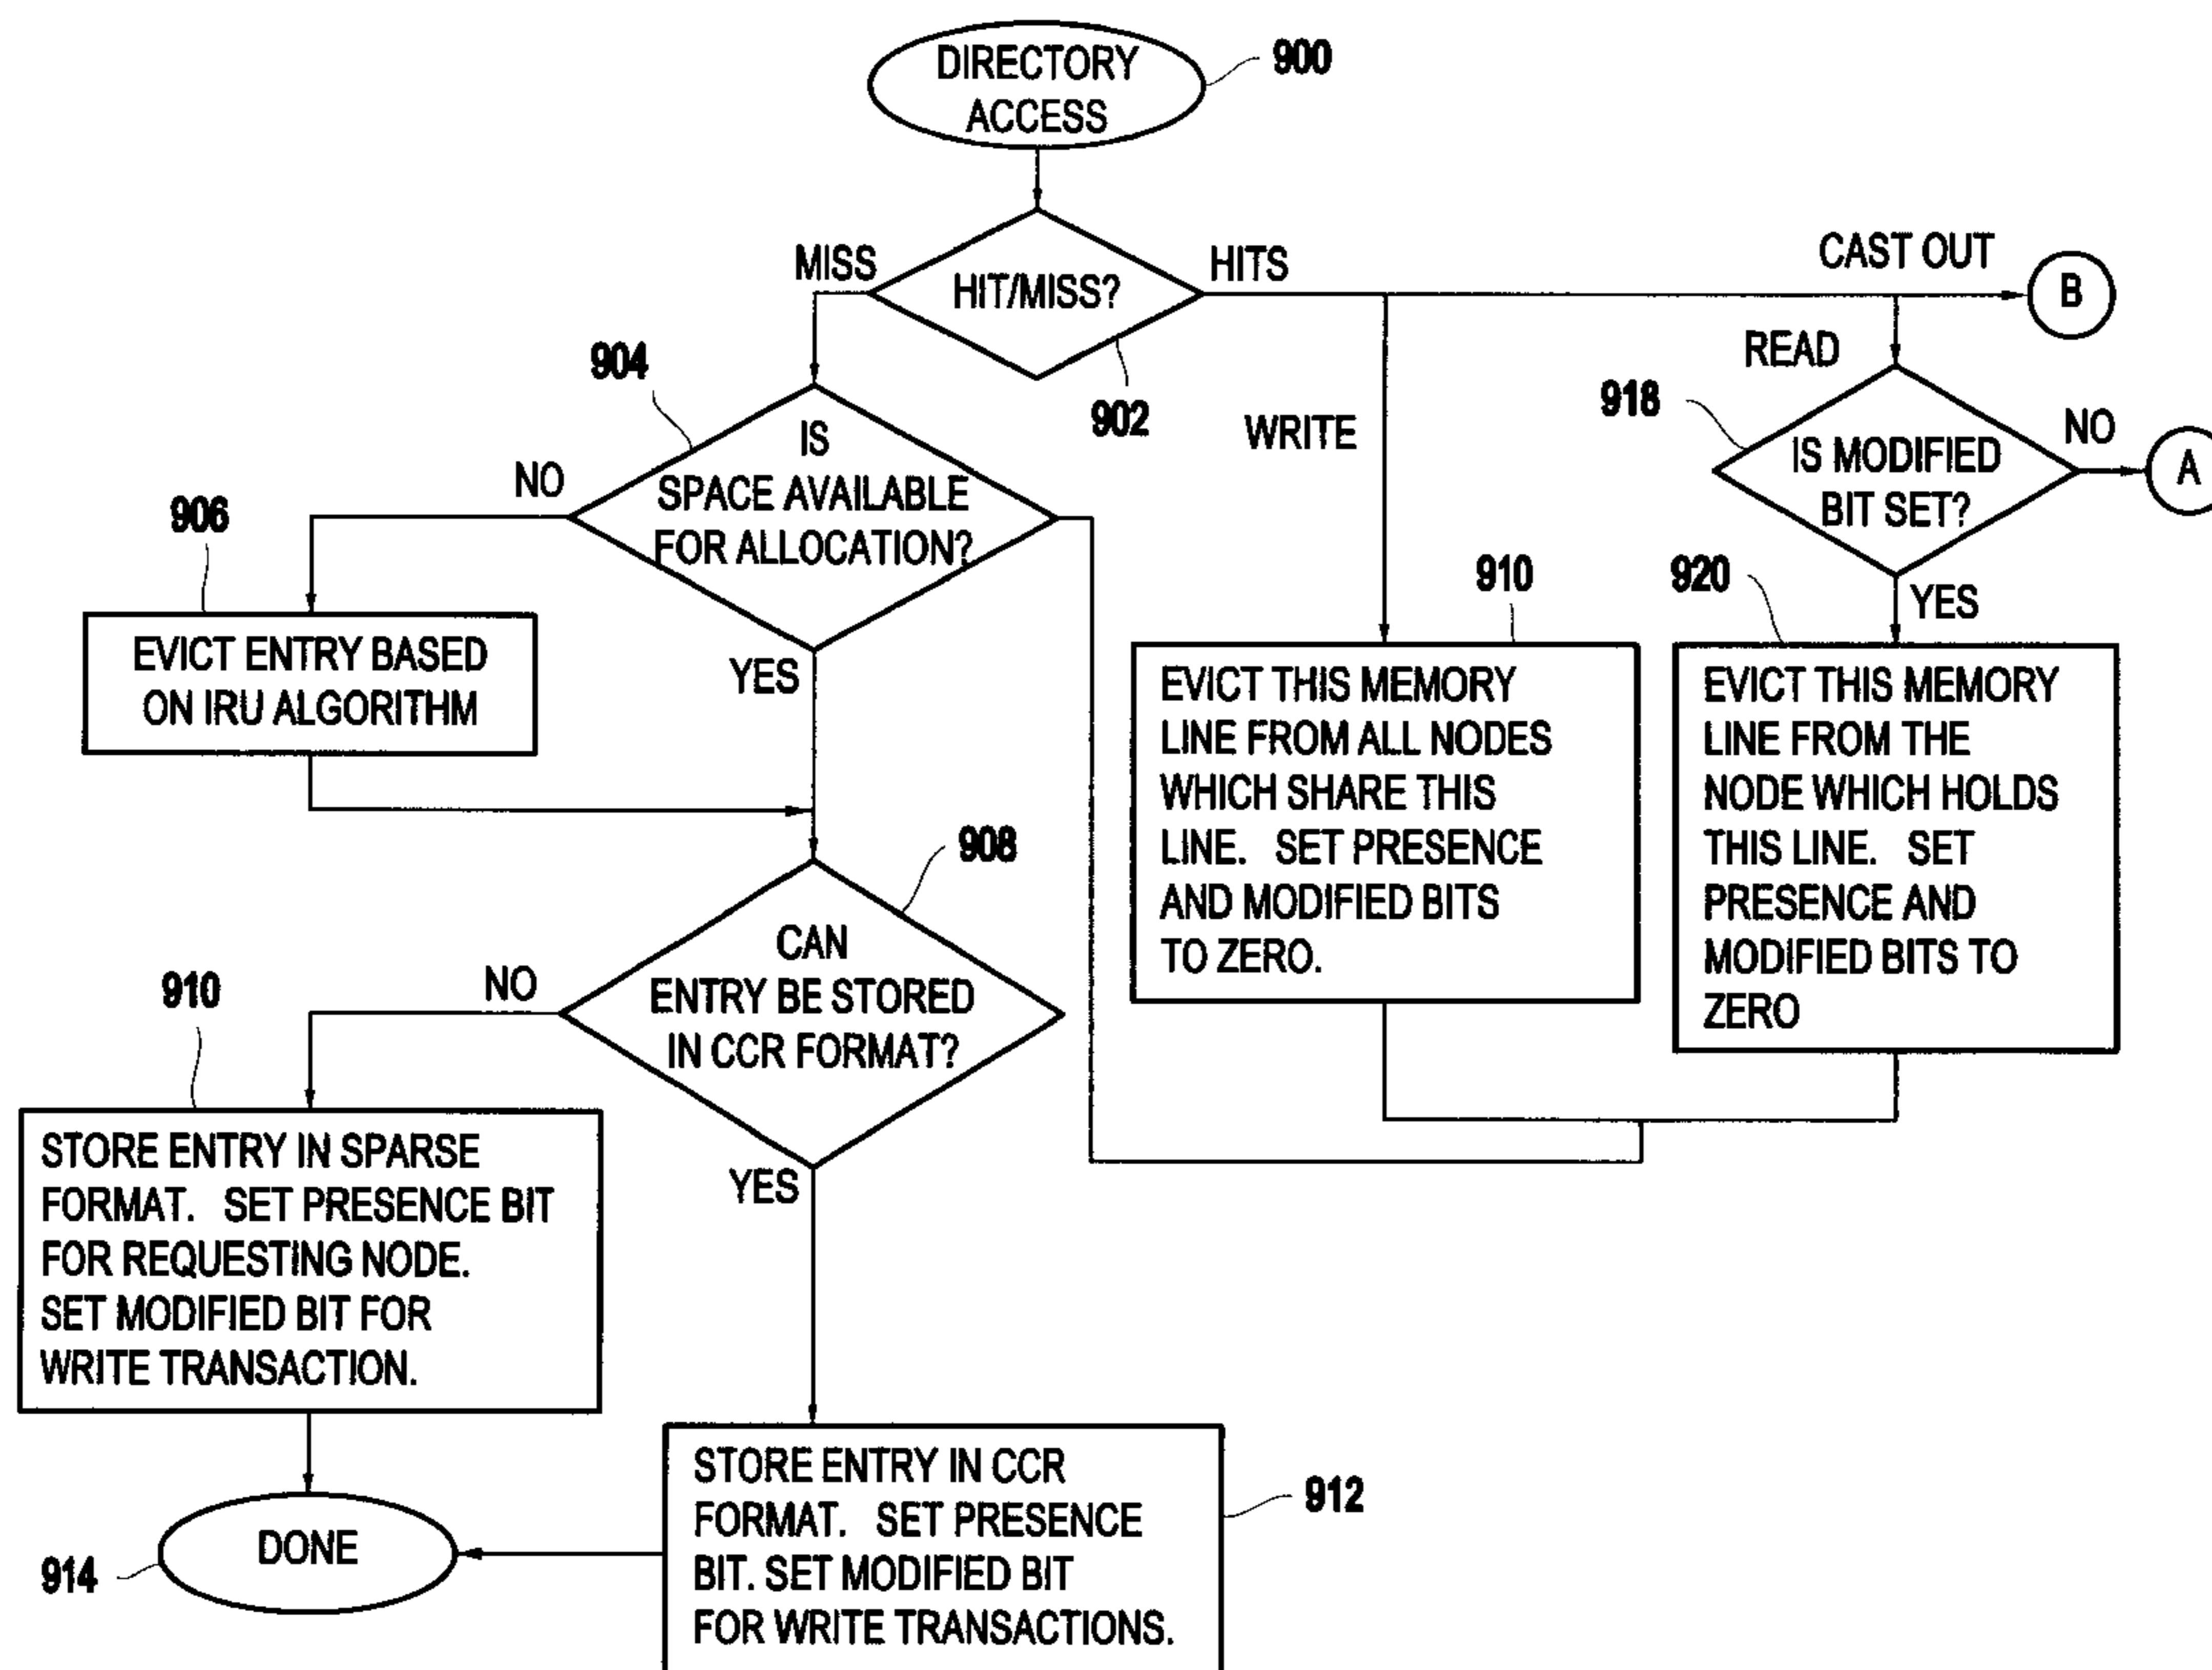 DIRECTORY
ACCESS
900
HIT/MISS?
902
MISS
HITS
CAST OUT
B
READ
WRITE
904
IS
SPACE AVAILABLE
FOR ALLOCATION?
NO
YES
918
IS MODIFIED
BIT SET?
NO
A
YES
906
EVICT ENTRY BASED
ON IRU ALGORITHM
910
EVICT THIS MEMORY
LINE FROM ALL NODES
WHICH SHARE THIS
LINE. SET PRESENCE
AND MODIFIED BITS
TO ZERO.
920
EVICT THIS MEMORY
LINE FROM THE
NODE WHICH HOLDS
THIS LINE. SET
PRESENCE AND
MODIFIED BITS TO
ZERO
908
CAN
ENTRY BE STORED
IN CCR FORMAT?
NO
YES
910
STORE ENTRY IN SPARSE
FORMAT. SET PRESENCE BIT
FOR REQUESTING NODE.
SET MODIFIED BIT FOR
WRITE TRANSACTION.
912
STORE ENTRY IN CCR
FORMAT. SET PRESENCE
BIT. SET MODIFIED BIT
FOR WRITE TRANSACTIONS.
DONE
914